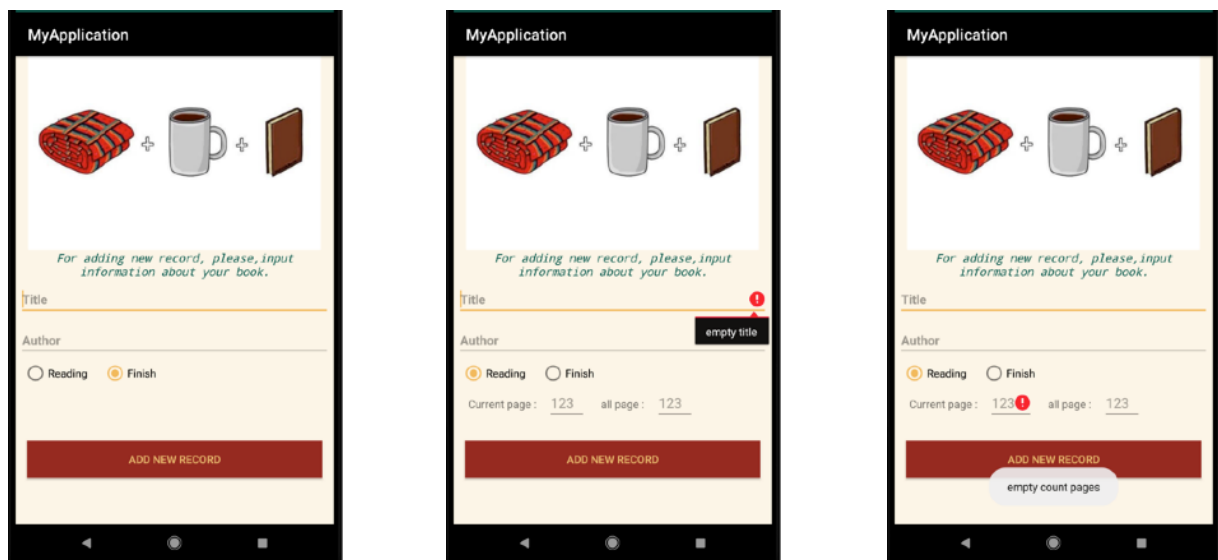 MyApplication
For adding new record, please,input
information about your book.
Title
Author
Reading Finish
ADD NEW RECORD
MyApplication
For adding new record, please,input
information about your book.
Title
empty title
Author
Reading Finish
Current page : 123 all page : 123
ADD NEW RECORD
MyApplication
For adding new record, please,input
information about your book.
Title
Author
Reading Finish
Current page : 123 all page : 123
ADD NEW RECORD
empty count pages